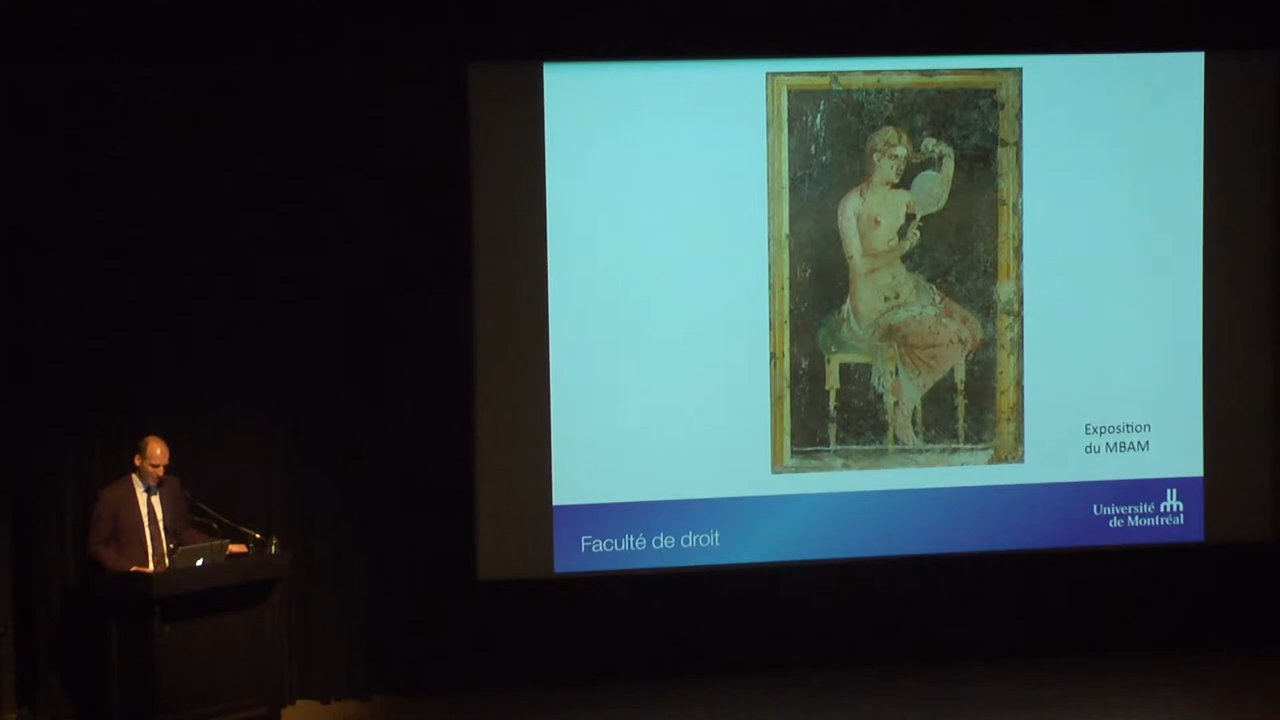 Exposition
du MBAM
Faculté de droit
Université
de Montréal